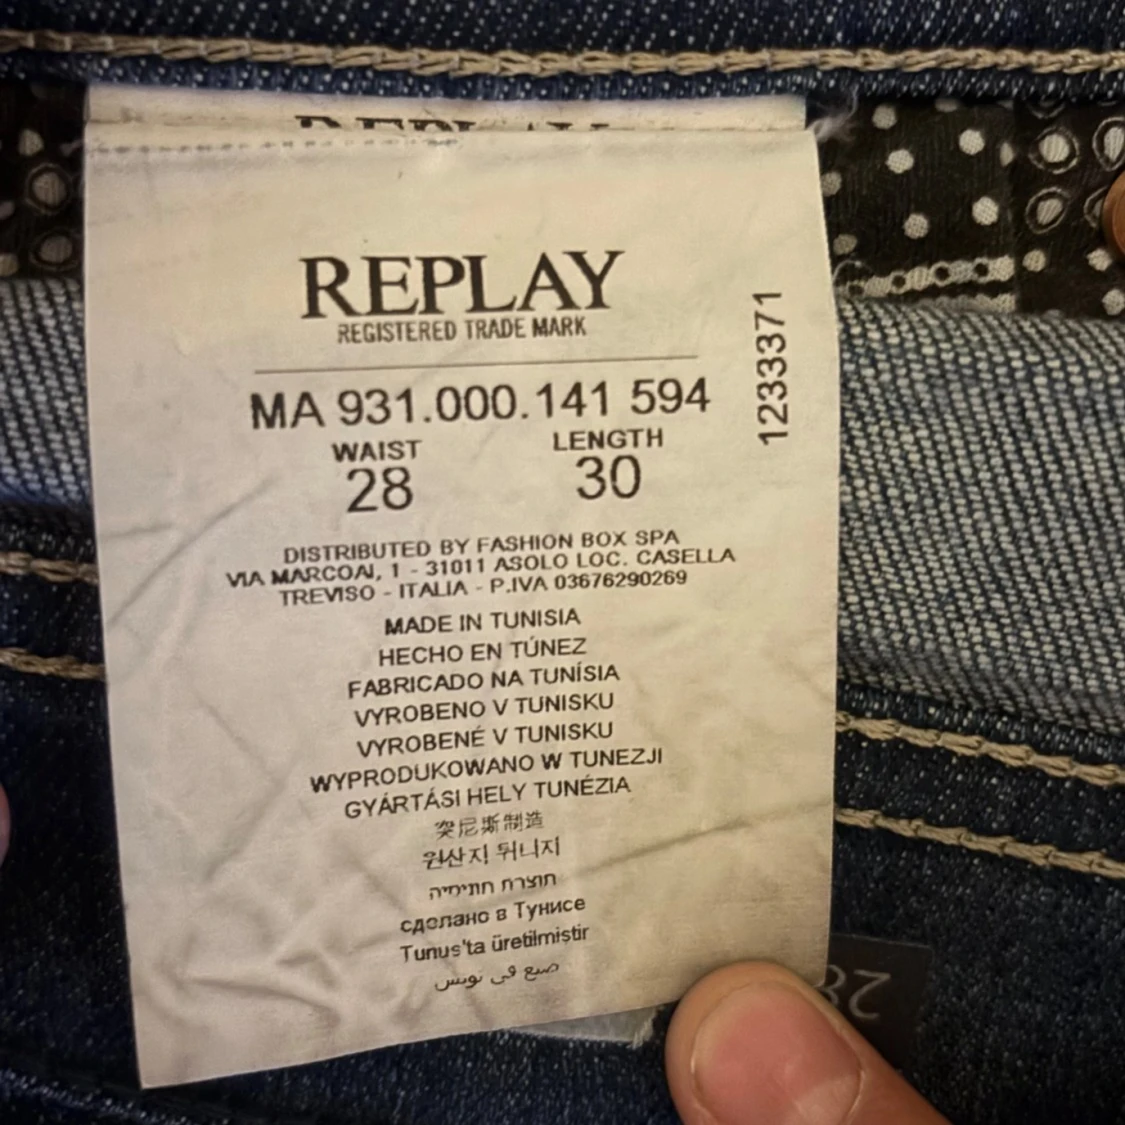 REPLAY
REPLAY
REGISTERED TRADE MARK
1233371
MA 931.000.141 594
WAIST LENGTH
28 30
DISTRIBUTED BY FASHION BOX SPA
VIA MARCOAI, 1 - 31011 ASOLO LOC. CASELLA
TREVISO - ITALIA - P.IVA 03676290269
MADE IN TUNISIA
HECHO EN TÚNEZ
FABRICADO NA TUNÍSIA
VYROBENO V TUNISKU
VYROBENÉ V TUNISKU
WYPRODUKOWANO W TUNEZJI
GYÁRTÁSI HELY TUNÉZIA
突尼斯制造
원산지 튀니지
תוצרת תוניסיה
сделано в Тунисе
Tunus'ta üretilmiştir
صنع في تونس
28